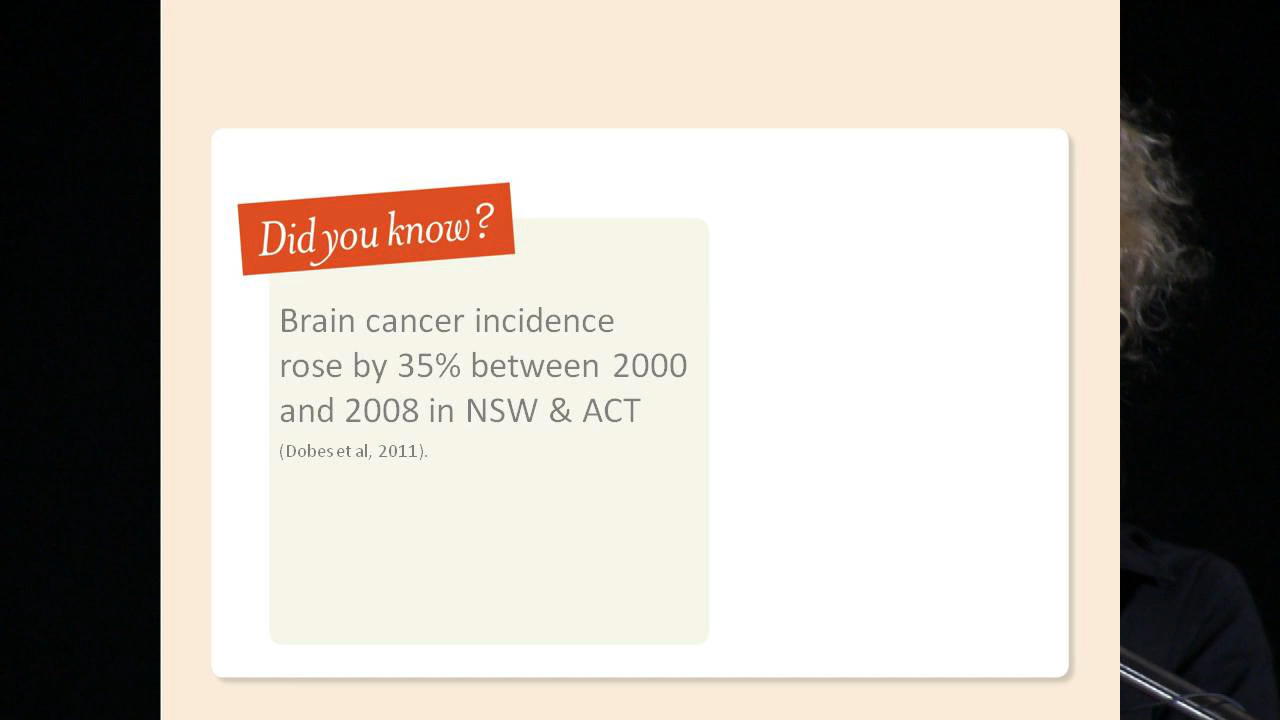 Did you know?
Brain cancer incidence
rose by 35% between 2000
and 2008 in NSW & ACT
(Dobes et al, 2011).